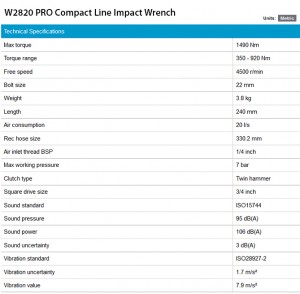 W2820 PRO Compact Line Impact Wrench
Units: Metric
Technical Specifications
Max torque 1490 Nm
Torque range 350 - 920 Nm
Free speed 4500 r/min
Bolt size 22 mm
Weight 3.8 kg
Length 240 mm
Air consumption 20 l/s
Rec hose size 330.2 mm
Air inlet thread BSP 1/4 inch
Max working pressure 7 bar
Clutch type Twin hammer
Square drive size 3/4 inch
Sound standard ISO15744
Sound pressure 95 dB(A)
Sound power 106 dB(A)
Sound uncertainty 3 dB(A)
Vibration standard ISO28927-2
Vibration uncertainty 1.7 m/s²
Vibration value 7.9 m/s²